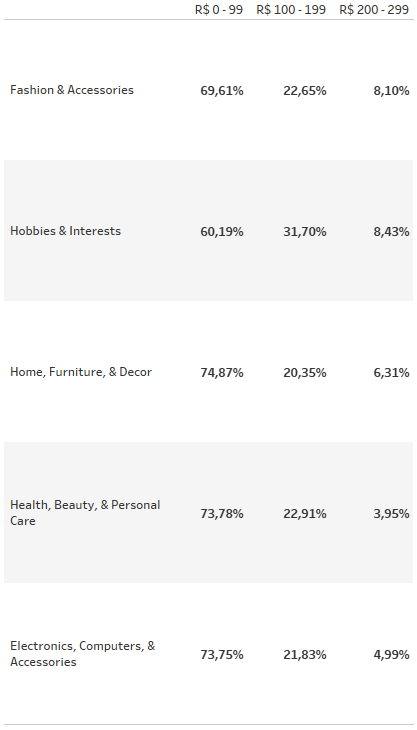 R$ 0 - 99 R$ 100 - 199 R$ 200 - 299
Fashion & Accessories 69,61% 22,65% 8,10%
Hobbies & Interests 60,19% 31,70% 8,43%
Home, Furniture, & Decor 74,87% 20,35% 6,31%
Health, Beauty, & Personal
Care 73,78% 22,91% 3,95%
Electronics, Computers, &
Accessories 73,75% 21,83% 4,99%